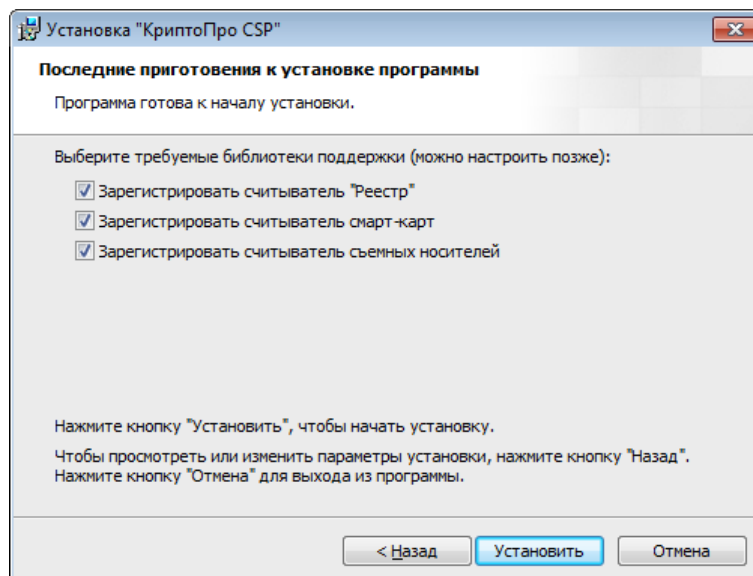 Установка "КриптоПро CSP"
Последние приготовления к установке программы
Программа готова к началу установки.
Выберите требуемые библиотеки поддержки (можно настроить позже):
Зарегистрировать считыватель "Реестр"
Зарегистрировать считыватель смарт-карт
Зарегистрировать считыватель съемных носителей
Нажмите кнопку "Установить", чтобы начать установку.
Чтобы просмотреть или изменить параметры установки, нажмите кнопку "Назад".
Нажмите кнопку "Отмена" для выхода из программы.
< Назад Установить Отмена